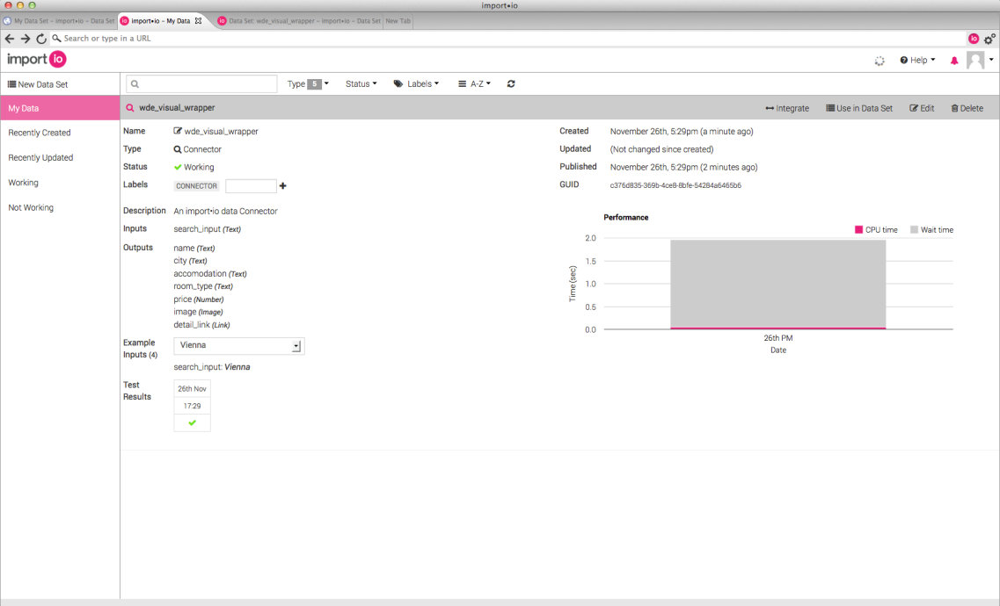 import•io
My Data Set - import•io - Data Set
import•io - My Data
Data Set: wde_visual_wrapper - import•io - Data Set
New Tab
Search or type in a URL
io
import io
Help
New Data Set
Type 5
Status
Labels
A-Z
My Data
Recently Created
Recently Updated
Working
Not Working
wde_visual_wrapper
Integrate
Use in Data Set
Edit
Delete
Name wde_visual_wrapper
Type Connector
Status Working
Labels CONNECTOR
Description An import•io data Connector
Inputs search_input (Text)
Outputs name (Text)
city (Text)
accomodation (Text)
room_type (Text)
price (Number)
image (Image)
detail_link (Link)
Example
Inputs (4)
Vienna
search_input: Vienna
Test
Results
26th Nov
17:29
Created November 26th, 5:29pm (a minute ago)
Updated (Not changed since created)
Published November 26th, 5:29pm (2 minutes ago)
GUID c376d835-369b-4ce8-8bfe-54284a6465b6
Performance
CPU time
Wait time
2.0
1.5
1.0
0.5
0.0
Time (sec)
26th PM
Date